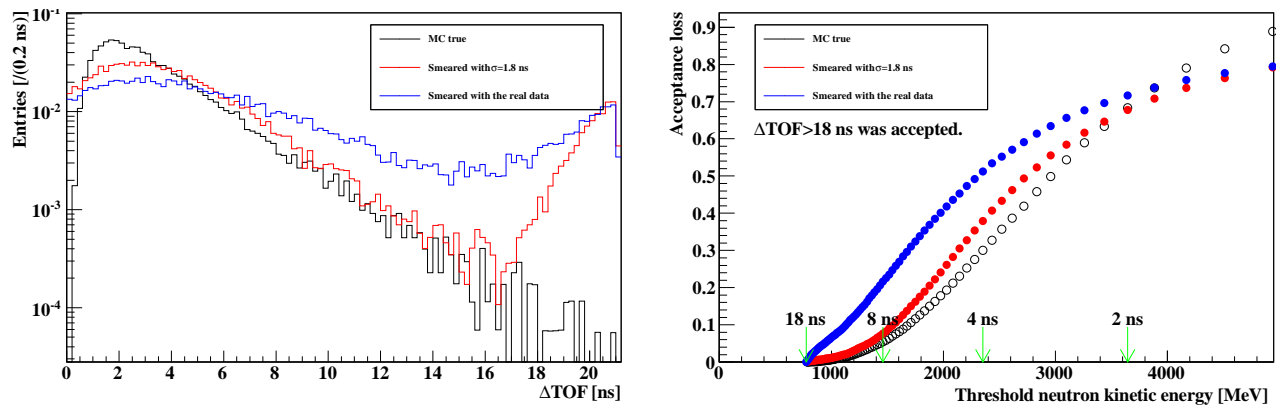 Entries [/(0.2 ns)]
10⁻¹
10⁻²
10⁻³
10⁻⁴
MC true
Smeared withσ=1.8 ns
Smeared with the real data
0 2 4 6 8 10 12 14 16 18 20
ΔTOF [ns]
Acceptance loss
0.9
0.8
0.7
0.6
0.5
0.4
0.3
0.2
0.1
0
MC true
Smeared withσ=1.8 ns
Smeared with the real data
ΔTOF>18 ns was accepted.
18 ns 8 ns 4 ns 2 ns
0 1000 2000 3000 4000
Threshold neutron kinetic energy [MeV]